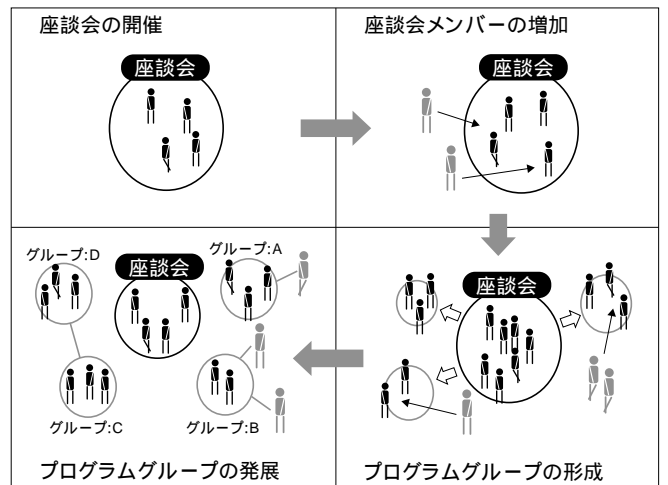 座談会の開催
座談会
座談会メンバーの増加
座談会
座談会
プログラムグループの形成
グループ:D
座談会
グループ:A
グループ:C
グループ:B
プログラムグループの発展